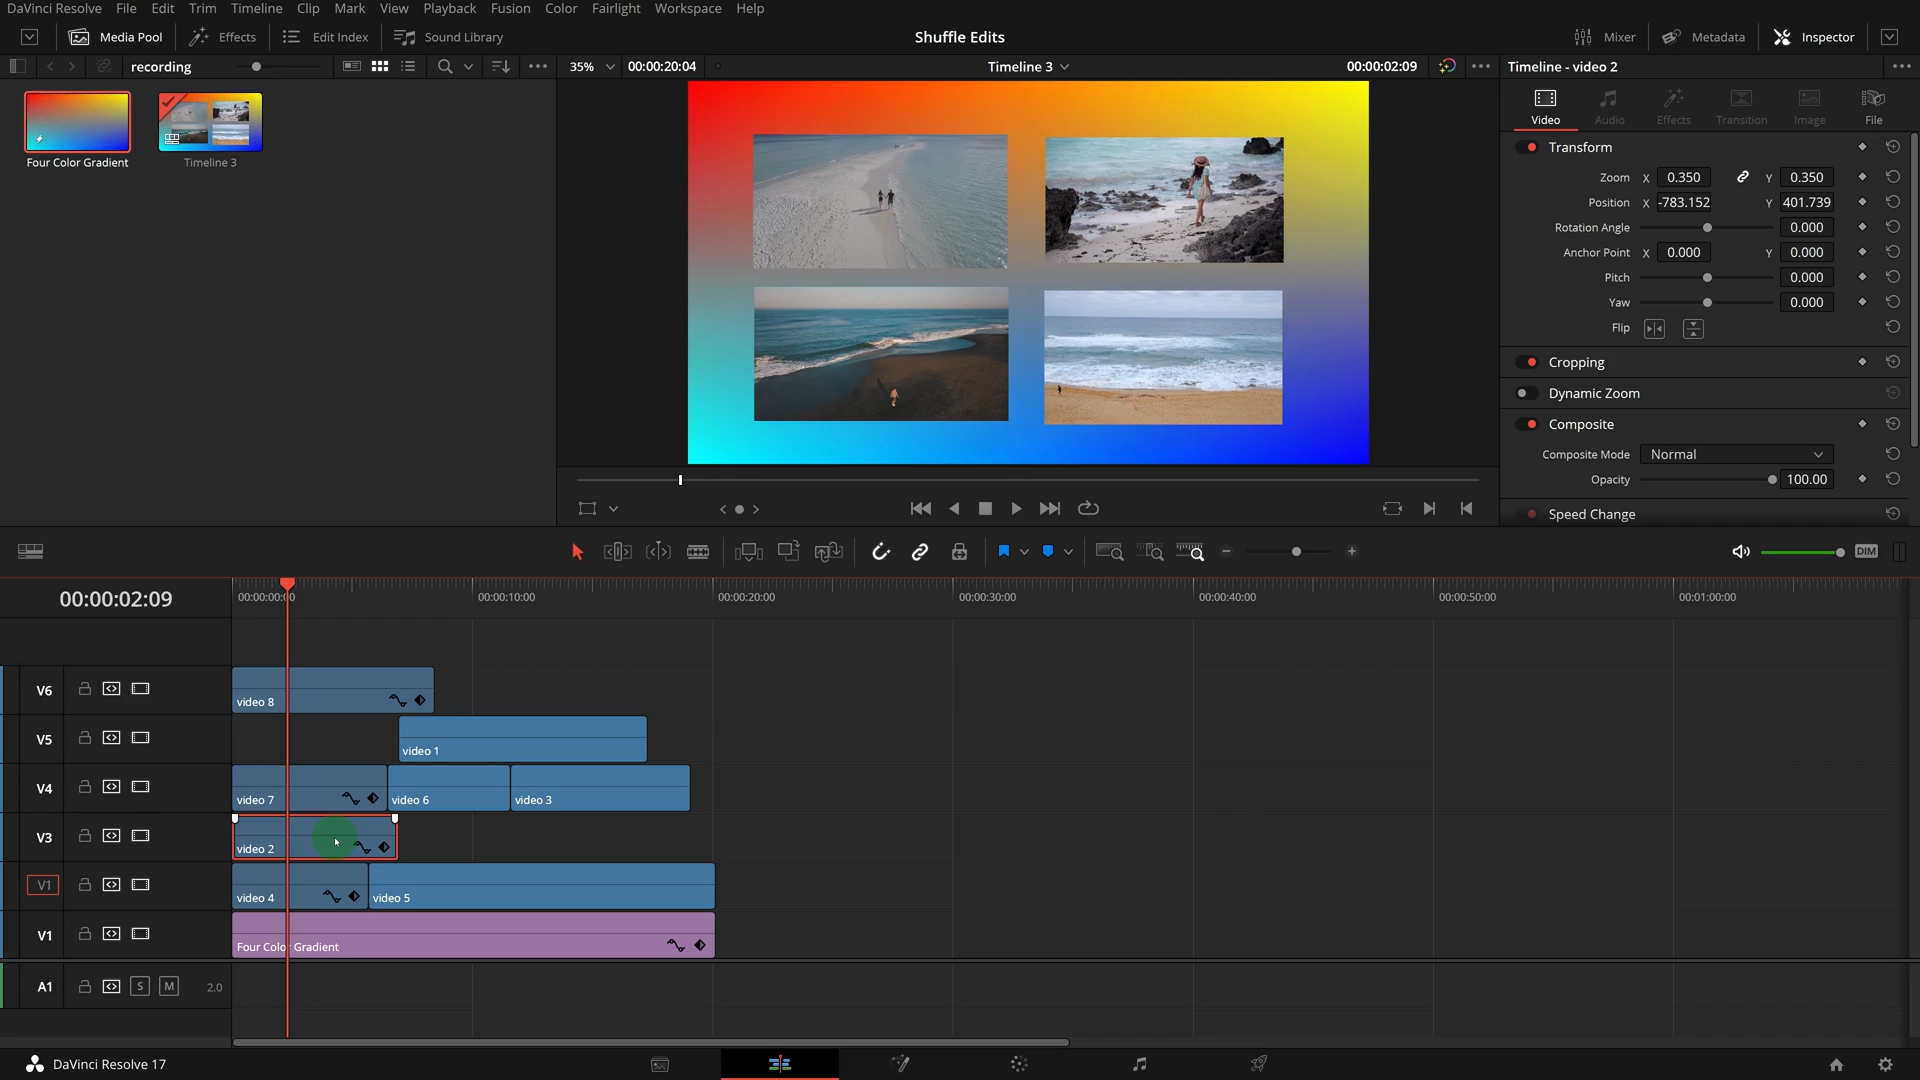 DaVinci Resolve File Edit Trim Timeline Clip Mark View Playback Fusion Color Fairlight Workspace Help
Media Pool Effects Edit Index Sound Library Shuffle Edits Mixer Metadata Inspector
recording 35% 00:00:20:04 Timeline 3 00:00:02:09 Timeline - video 2
Four Color Gradient Timeline 3
Video Audio Effects Transition Image File
Transform
Zoom X 0.350 Y 0.350
Position X -783.152 Y 401.739
Rotation Angle 0.000
Anchor Point X 0.000 Y 0.000
Pitch 0.000
Yaw 0.000
Flip
Cropping
Dynamic Zoom
Composite
Composite Mode Normal
Opacity 100.00
Speed Change
DIM
00:00:02:09 00:00:00:00 00:00:10:00 00:00:20:00 00:00:30:00 00:00:40:00 00:00:50:00 00:01:00:00
V6 video 8
V5 video 1
V4 video 7 video 6 video 3
V3 video 2
V1 video 4 video 5
V1 Four Color Gradient
A1 S M 2.0
DaVinci Resolve 17